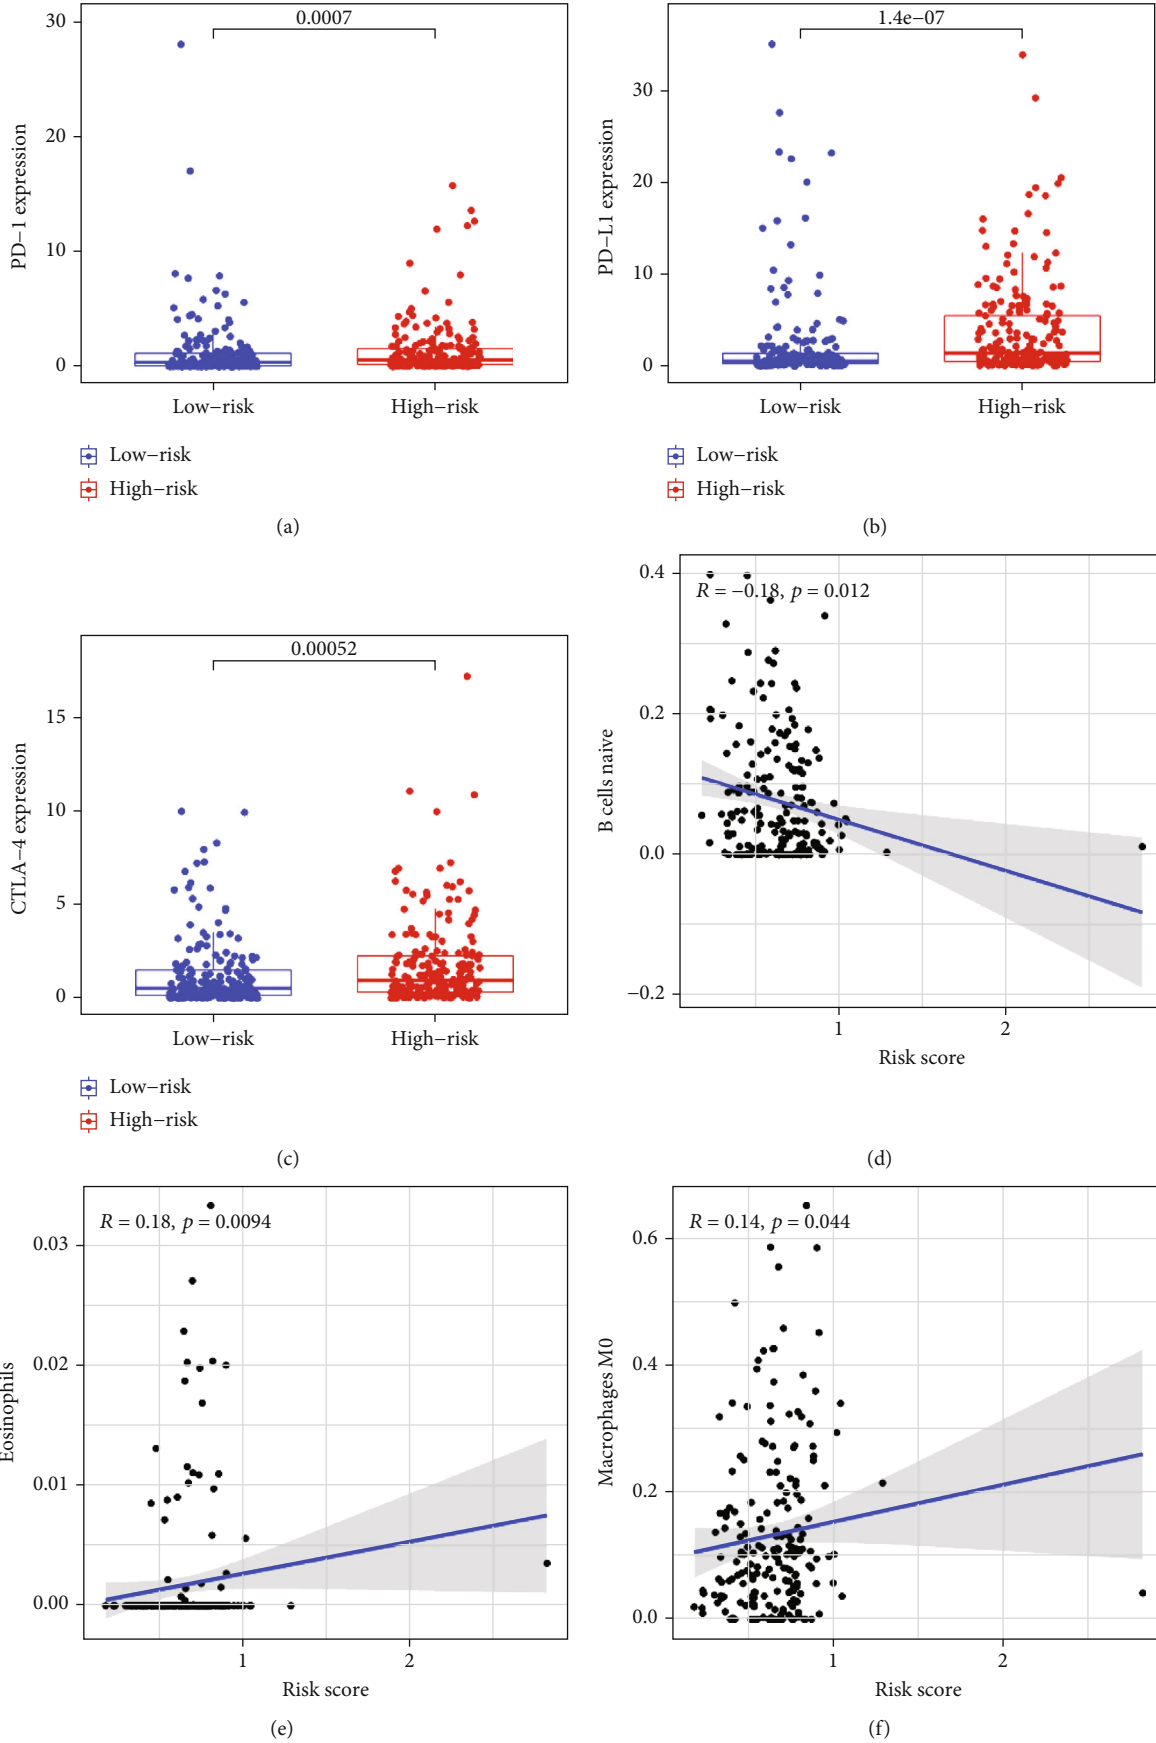 0.0007
30
20
10
0
PD−1 expression
Low−risk
High−risk
Low−risk
High−risk
(a)
1.4e−07
30
20
10
0
PD−L1 expression
Low−risk
High−risk
Low−risk
High−risk
(b)
0.00052
15
10
5
0
CTLA−4 expression
Low−risk
High−risk
Low−risk
High−risk
(c)
R = −0.18, p = 0.012
0.4
0.2
0.0
−0.2
B cells naive
1
2
Risk score
(d)
R = 0.18, p = 0.0094
0.03
0.02
0.01
0.00
Eosinophils
1
2
Risk score
(e)
R = 0.14, p = 0.044
0.6
0.4
0.2
0.0
Macrophages M0
1
2
Risk score
(f)